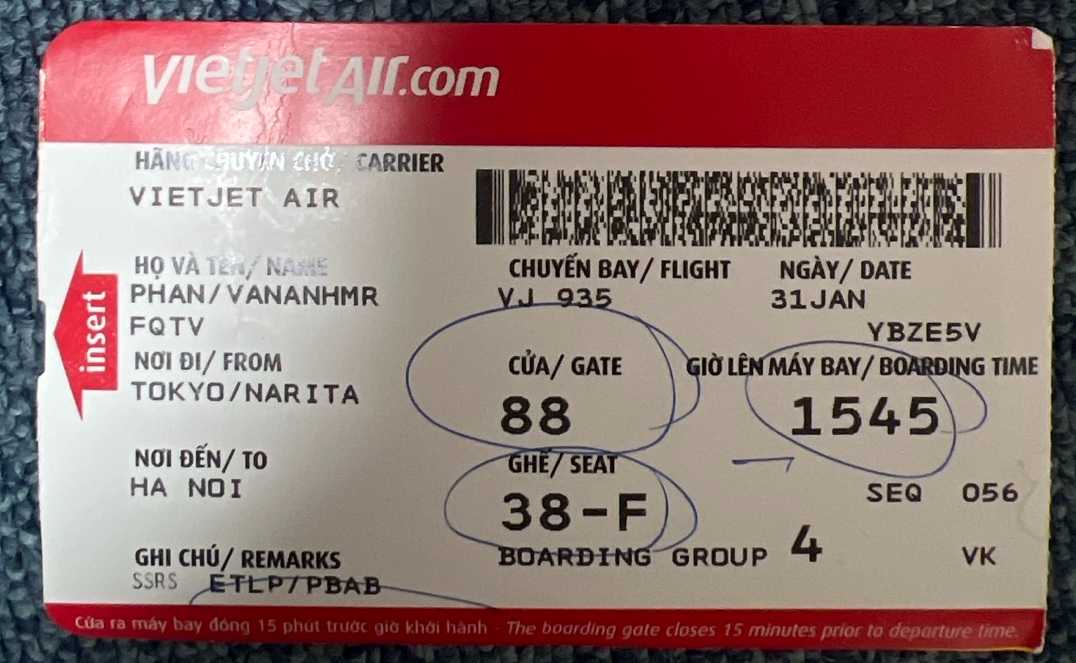 vietjetAir.com
HÃNG CHUYÊN CHỞ/ CARRIER
VIETJET AIR
HỌ VÀ TÊN/ NAME
PHAN/VANANHMR
FQTV
CHUYẾN BAY/ FLIGHT
VJ 935
NGÀY/ DATE
31JAN
YBZE5V
NƠI ĐI/ FROM
TOKYO/NARITA
CỬA/ GATE
88
GIỜ LÊN MÁY BAY/ BOARDING TIME
1545
NƠI ĐẾN/ TO
HA NOI
GHẾ/ SEAT
38-F
SEQ 056
BOARDING GROUP 4
VK
GHI CHÚ/ REMARKS
SSRS ETLP/PBAB
insert
Cửa ra máy bay đóng 15 phút trước giờ khởi hành - The boarding gate closes 15 minutes prior to departure time.